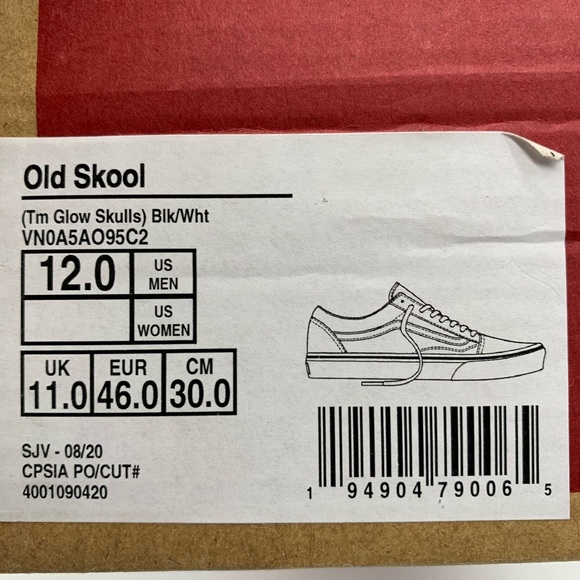 Old Skool
(Tm Glow Skulls) Blk/Wht
VN0A5AO95C2
12.0 US MEN
US WOMEN
UK EUR CM
11.0 46.0 30.0
SJV - 08/20
CPSIA PO/CUT#
4001090420
1 94904 79006 5